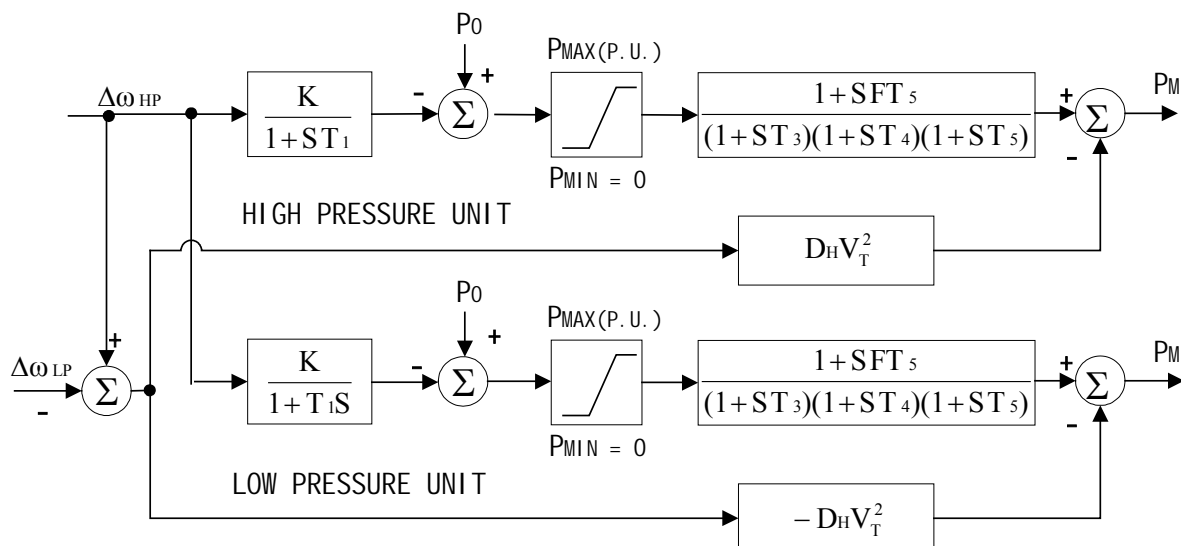 P0
PMAX(P.U.)
ΔωHP
K
1+ST1
-
+
Σ
1+SFT5
(1+ST3)(1+ST4)(1+ST5)
+
Σ
-
PM
PMIN = 0
HIGH PRESSURE UNIT
DHV_T^2
P0
PMAX(P.U.)
+
ΔωLP
-
Σ
K
1+T1S
-
+
Σ
1+SFT5
(1+ST3)(1+ST4)(1+ST5)
+
Σ
-
PM
PMIN = 0
LOW PRESSURE UNIT
-DHV_T^2